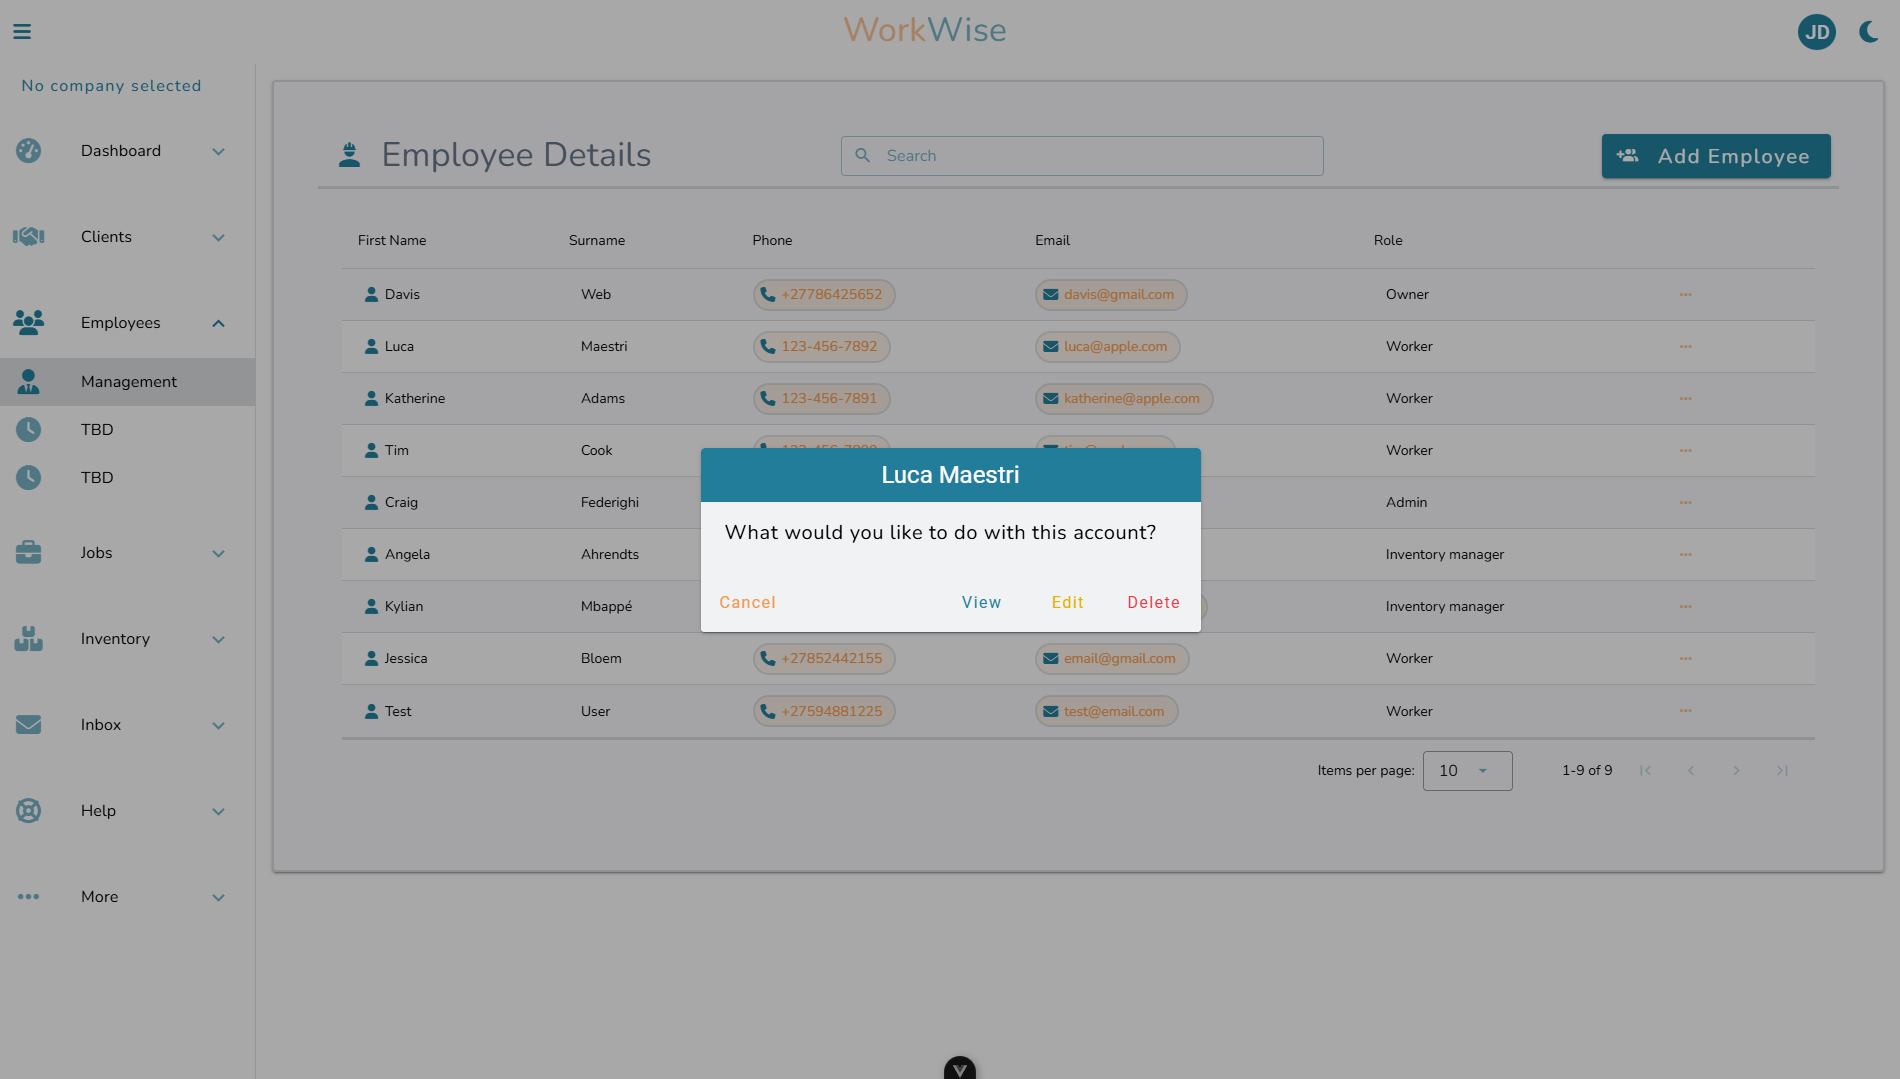 WorkWise
JD
No company selected
Dashboard
Clients
Employees
Management
TBD
TBD
Jobs
Inventory
Inbox
Help
More
Employee Details
Search
Add Employee
First Name Surname Phone Email Role
Davis Web +27786425652 davis@gmail.com Owner
Luca Maestri 123-456-7892 luca@apple.com Worker
Katherine Adams 123-456-7891 katherine@apple.com Worker
Tim Cook Worker
Craig Federighi Admin
Angela Ahrendts Inventory manager
Kylian Mbappé Inventory manager
Jessica Bloem +27852442155 email@gmail.com Worker
Test User +27594881225 test@email.com Worker
Items per page: 10 1-9 of 9
Luca Maestri
What would you like to do with this account?
Cancel View Edit Delete